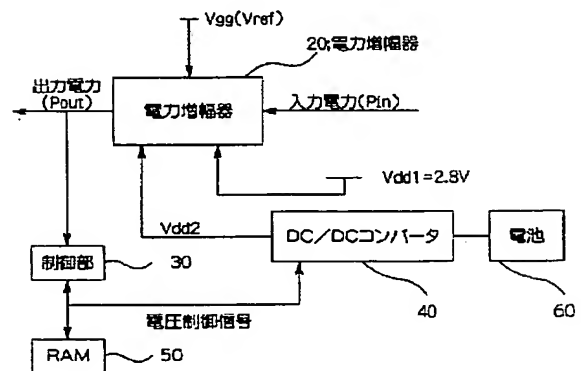 Vgg(Vref)
20;電力増幅器
出力電力
(Pout)
電力増幅器
入力電力(Pin)
Vdd1=2.8V
Vdd2
DC/DCコンバータ
電池
制御部
30
40
60
電圧制御信号
RAM
50